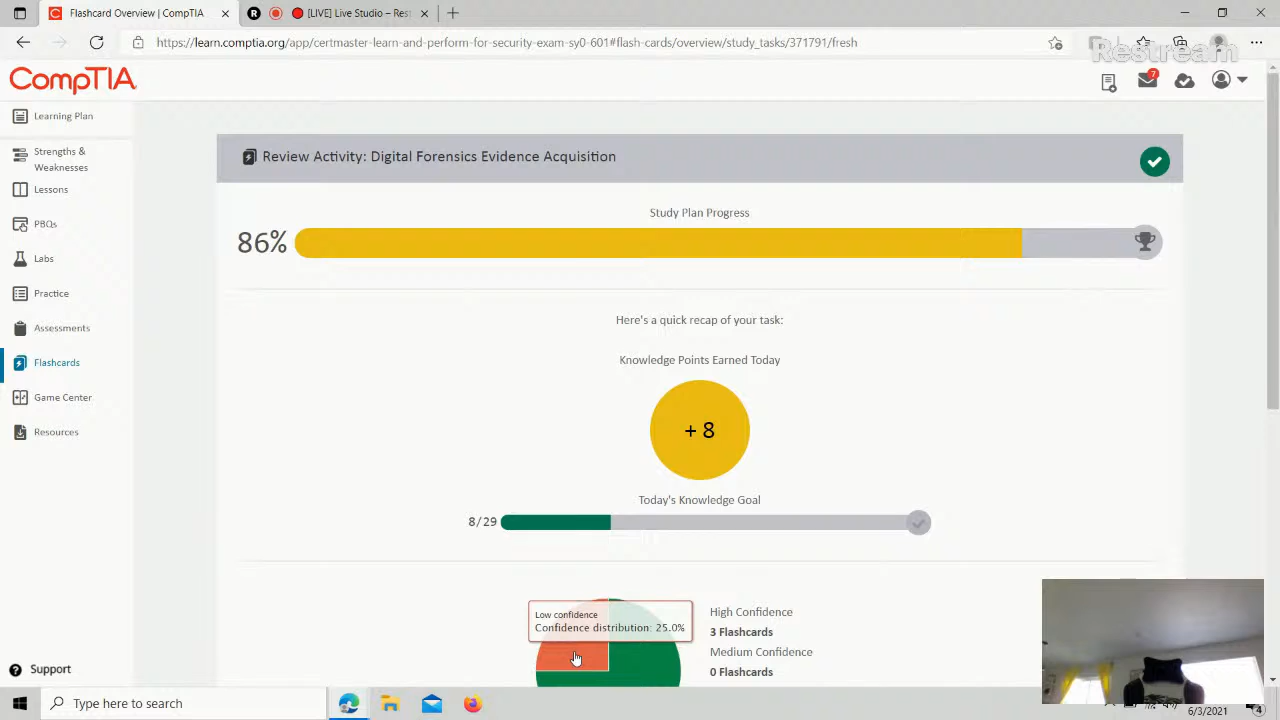 Flashcard Overview | CompTIA
[LIVE] Live Studio – Rest
https://learn.comptia.org/app/certmaster-learn-and-perform-for-security-exam-sy0-601#flash-cards/overview/study_tasks/371791/fresh
Restream
CompTIA.
7
Learning Plan
Strengths &
Weaknesses
Lessons
PBQs
Labs
Practice
Assessments
Flashcards
Game Center
Resources
Support
Review Activity: Digital Forensics Evidence Acquisition
Study Plan Progress
86%
Here's a quick recap of your task:
Knowledge Points Earned Today
+ 8
Today's Knowledge Goal
8/29
Low confidence
Confidence distribution: 25.0%
High Confidence
3 Flashcards
Medium Confidence
0 Flashcards
Type here to search
6/3/2021
4